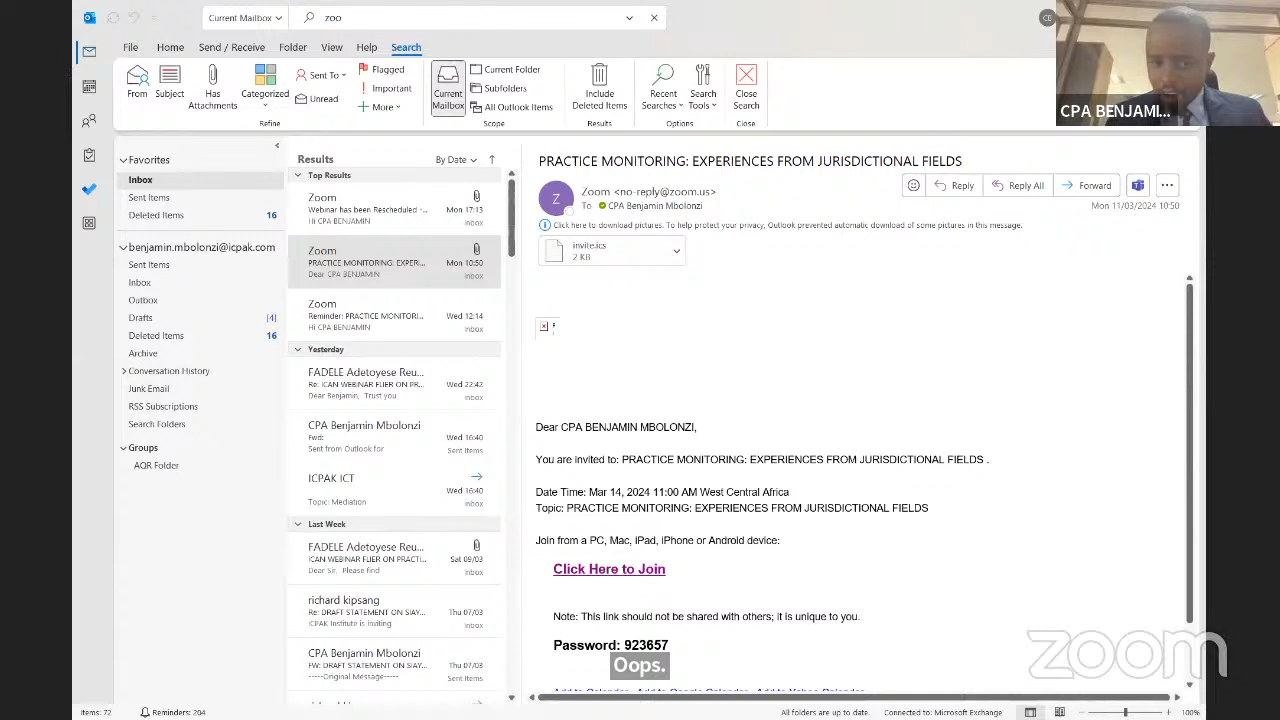 Current Mailbox
zoo
CE
File Home Send / Receive Folder View Help Search
From
Subject
Has Attachments
Categorized
Sent To
Unread
Flagged
Important
More
Refine
Current Mailbox
Current Folder
Subfolders
All Outlook Items
Scope
Include Deleted Items
Results
Recent Searches
Search Tools
Options
Close Search
Close
CPA BENJAMI...
Favorites
Inbox
Sent Items
Deleted Items 16
benjamin.mbolonzi@icpak.com
Sent Items
Inbox
Outbox
Drafts [4]
Deleted Items 16
Archive
Conversation History
Junk Email
RSS Subscriptions
Search Folders
Groups
AQR Folder
Results By Date
Top Results
Zoom
Webinar has been Rescheduled -... Mon 17:13
Hi CPA BENJAMIN Inbox
Zoom
PRACTICE MONITORING: EXPERI... Mon 10:50
Dear CPA BENJAMIN Inbox
Zoom
Reminder: PRACTICE MONITORI... Wed 12:14
Hi CPA BENJAMIN Inbox
Yesterday
FADELE Adetoyese Reu...
Re: ICAN WEBINAR FLIER ON PR... Wed 22:42
Dear Benjamin, Trust you Inbox
CPA Benjamin Mbolonzi
Fwd: Wed 16:40
Sent from Outlook for Sent Items
ICPAK ICT
Wed 16:40
Topic: Mediation Inbox
Last Week
FADELE Adetoyese Reu...
ICAN WEBINAR FLIER ON PRACTI... Sat 09/03
Dear Sir, Please find Inbox
richard kipsang
Re: DRAFT STATEMENT ON SIAY... Thu 07/03
ICPAK Institute is inviting Inbox
CPA Benjamin Mbolonzi
FW: DRAFT STATEMENT ON SIAY... Thu 07/03
-----Original Message----- Sent Items
PRACTICE MONITORING: EXPERIENCES FROM JURISDICTIONAL FIELDS
Z
Zoom <no-reply@zoom.us>
To CPA Benjamin Mbolonzi
Reply Reply All Forward
Mon 11/03/2024 10:50
Click here to download pictures. To help protect your privacy, Outlook prevented automatic download of some pictures in this message.
invite.ics
2 KB
Dear CPA BENJAMIN MBOLONZI,
You are invited to: PRACTICE MONITORING: EXPERIENCES FROM JURISDICTIONAL FIELDS .
Date Time: Mar 14, 2024 11:00 AM West Central Africa
Topic: PRACTICE MONITORING: EXPERIENCES FROM JURISDICTIONAL FIELDS
Join from a PC, Mac, iPad, iPhone or Android device:
Click Here to Join
Note: This link should not be shared with others; it is unique to you.
Password: 923657
Oops.
Add to Calendar Add to Google Calendar Add to Yahoo Calendar
zoom
Items: 72 Reminders: 204 All folders are up to date. Connected to: Microsoft Exchange 100%